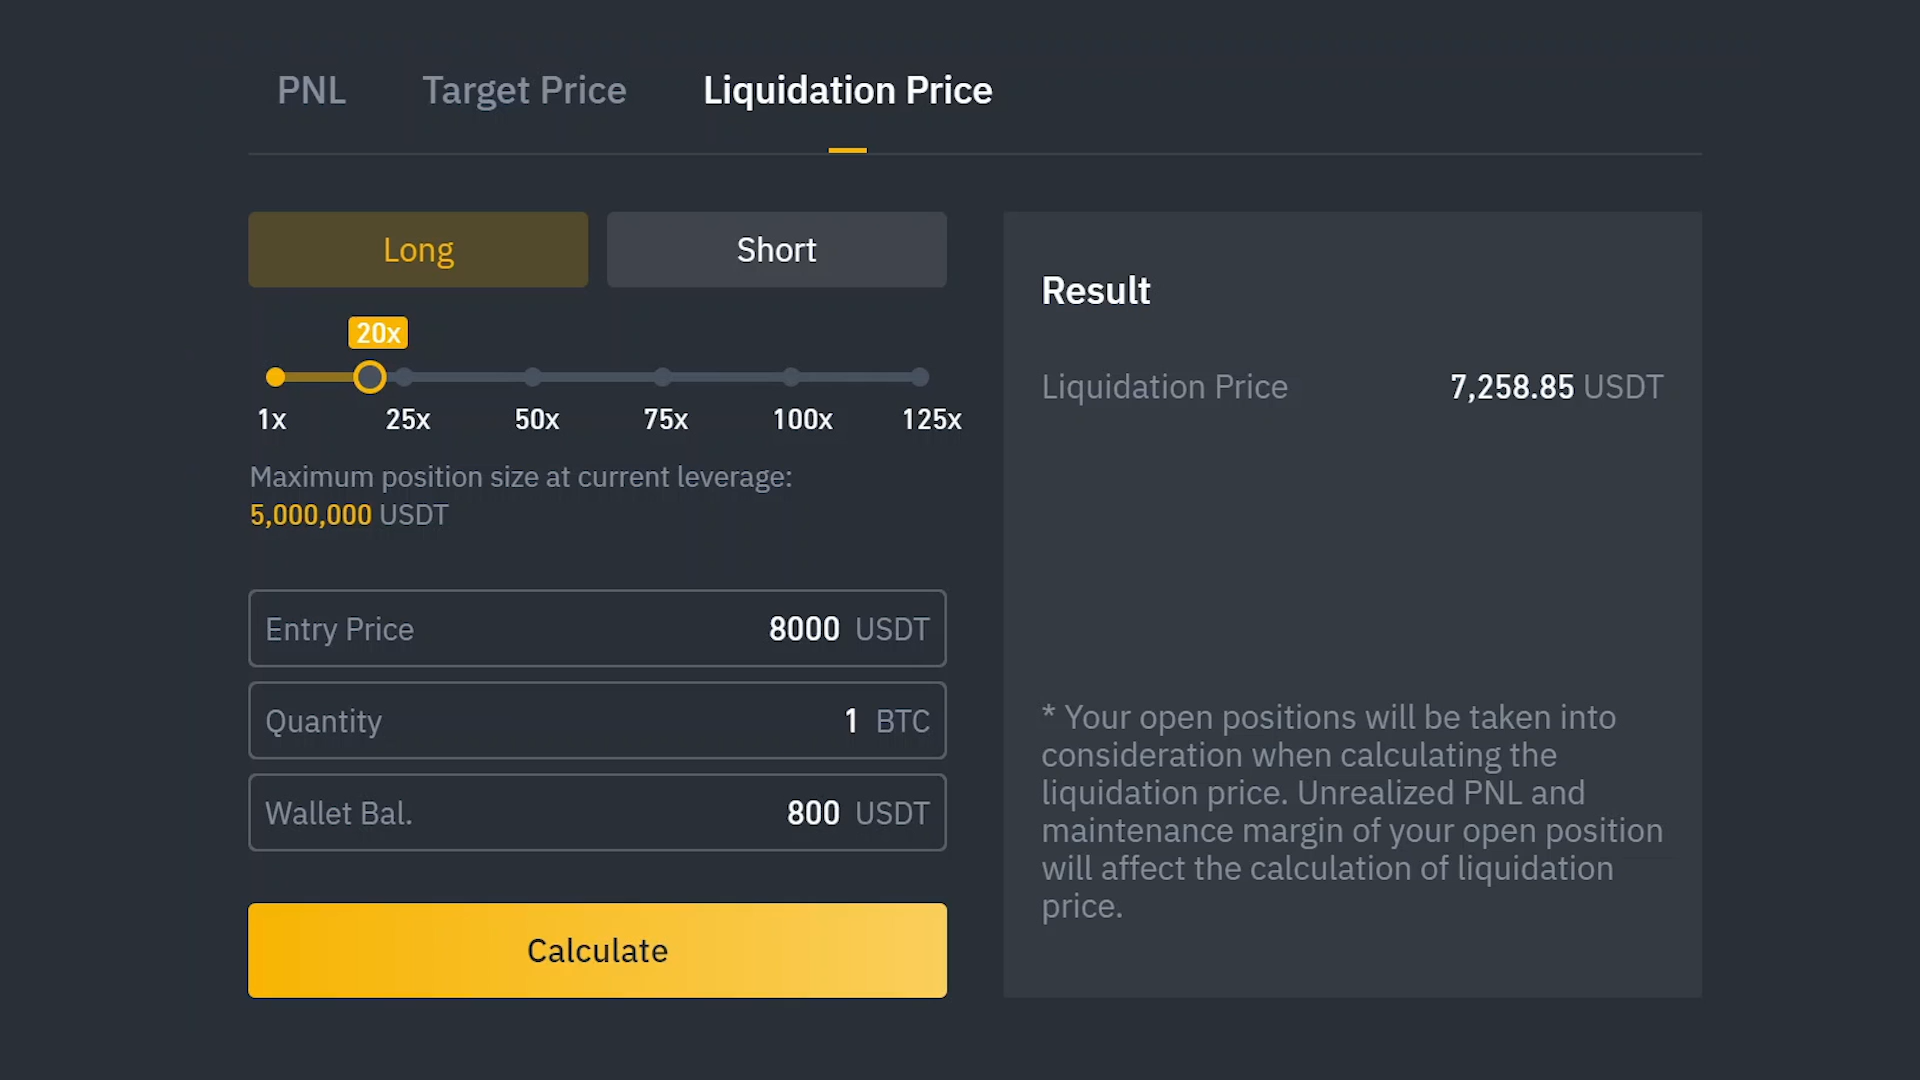 PNL Target Price Liquidation Price
Long Short
20x
1x 25x 50x 75x 100x 125x
Maximum position size at current leverage:
5,000,000 USDT
Entry Price 8000 USDT
Quantity 1 BTC
Wallet Bal. 800 USDT
Calculate
Result
Liquidation Price 7,258.85 USDT
* Your open positions will be taken into
consideration when calculating the
liquidation price. Unrealized PNL and
maintenance margin of your open position
will affect the calculation of liquidation
price.